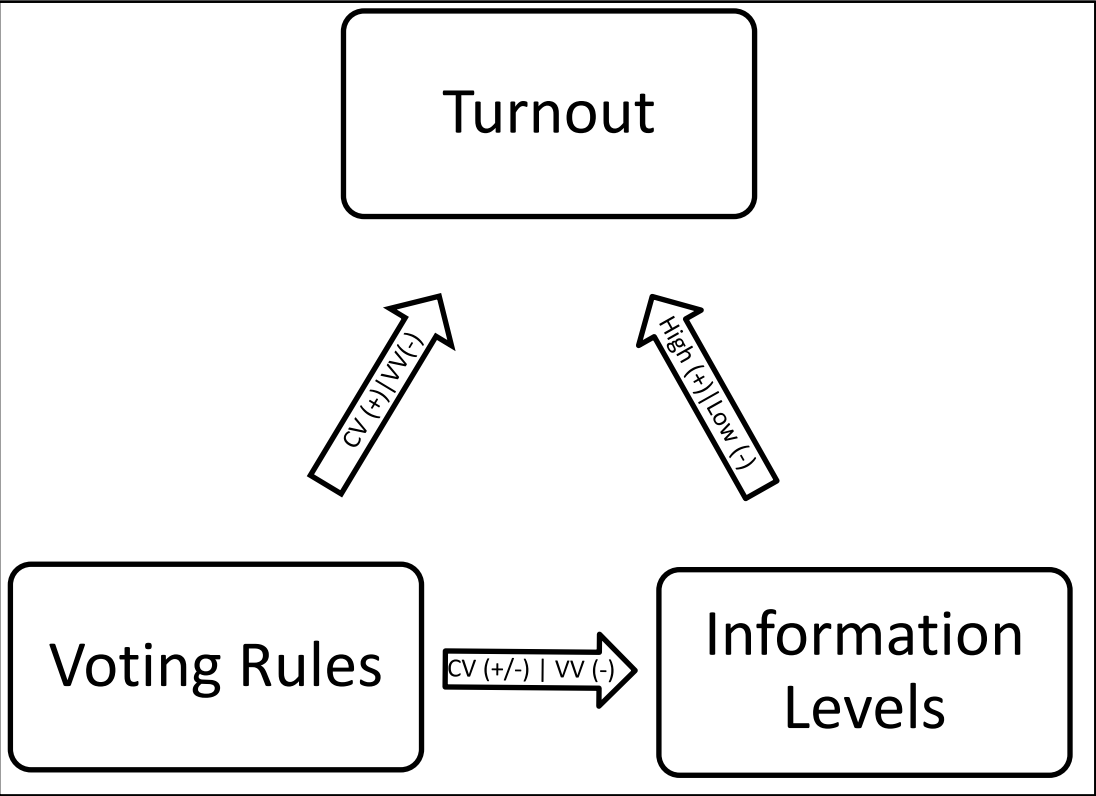 Turnout
CV (+)|VV(-)
High (+)|Low (-)
Voting Rules
CV (+/-) | VV (-)
Information
Levels